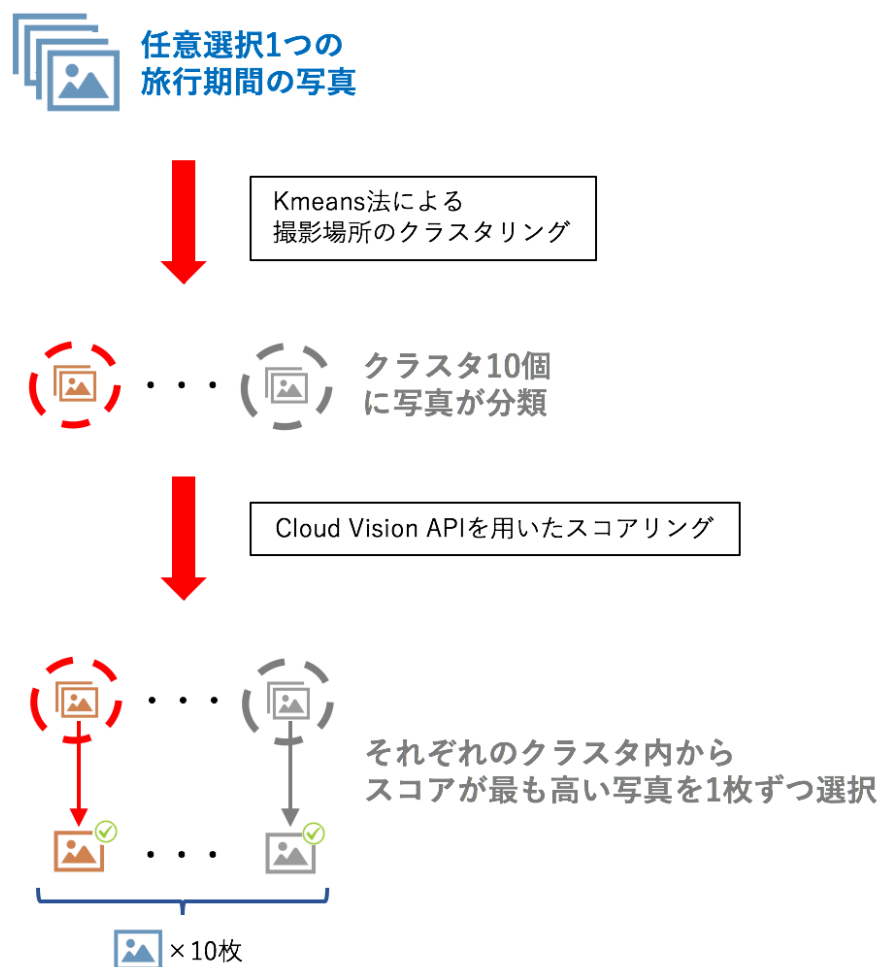 任意選択1つの
旅行期間の写真
Kmeans法による
撮影場所のクラスタリング
・・・
クラスタ10個
に写真が分類
Cloud Vision APIを用いたスコアリング
・・・
それぞれのクラスタ内から
スコアが最も高い写真を1枚ずつ選択
・・・
×10枚